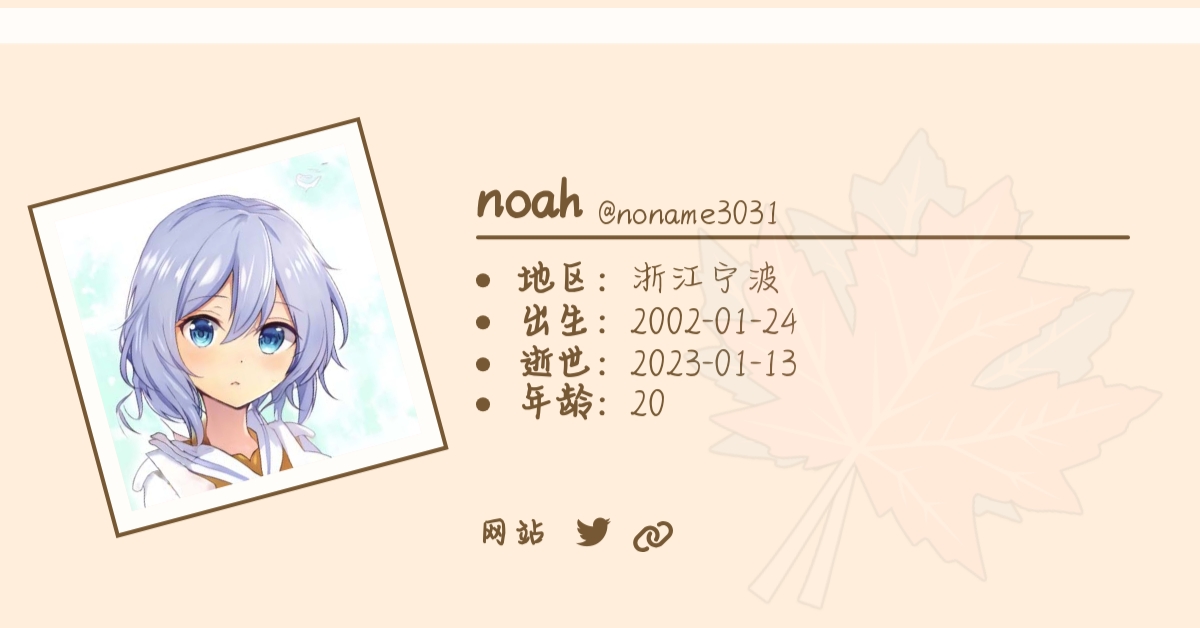 noah @noname3031
地区： 浙江宁波
出生： 2002-01-24
逝世： 2023-01-13
年龄： 20
网站